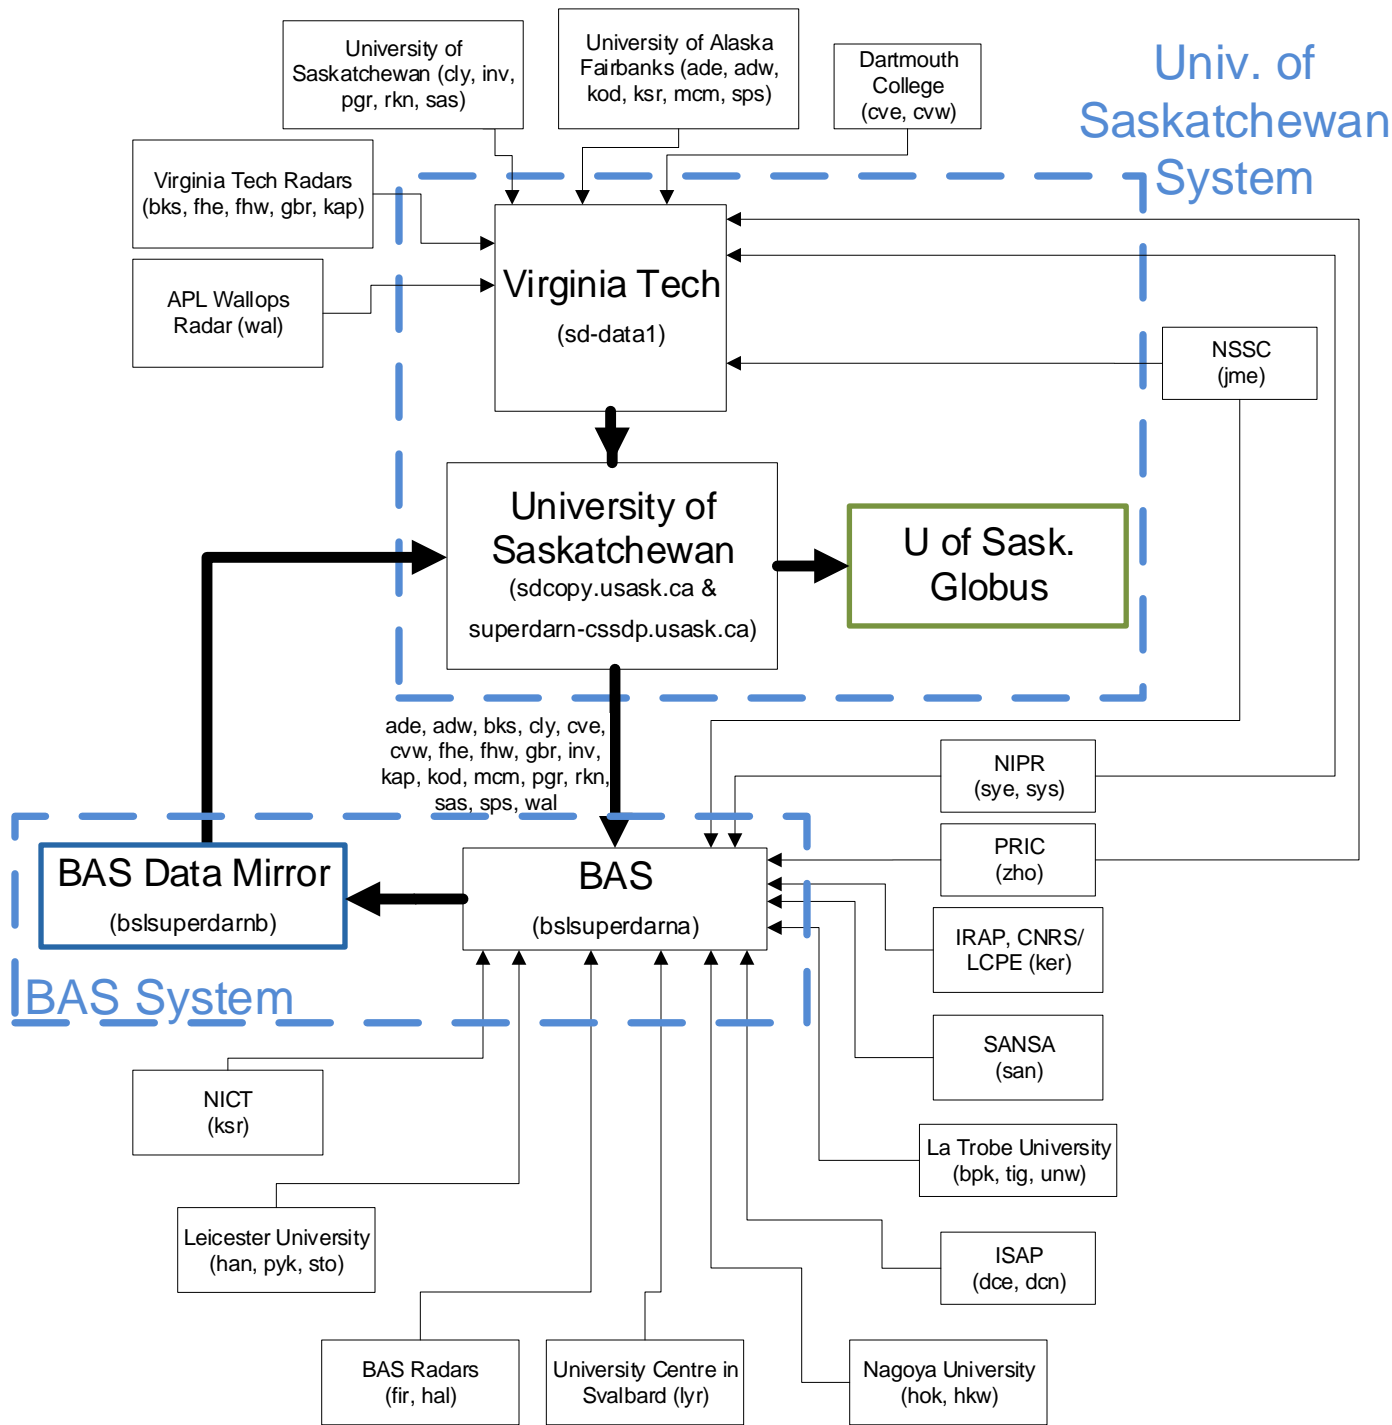 University of
Saskatchewan (cly, inv,
pgr, rkn, sas)
University of Alaska
Fairbanks (ade, adw,
kod, ksr, mcm, sps)
Dartmouth
College
(cve, cvw)
Univ. of
Saskatchewan
System
Virginia Tech Radars
(bks, fhe, fhw, gbr, kap)
APL Wallops
Radar (wal)
Virginia Tech
(sd-data1)
NSSC
(jme)
University of
Saskatchewan
(sdcopy.usask.ca &
superdarn-cssdp.usask.ca)
U of Sask.
Globus
ade, adw, bks, cly, cve,
cvw, fhe, fhw, gbr, inv,
kap, kod, mcm, pgr, rkn,
sas, sps, wal
NIPR
(sye, sys)
PRIC
(zho)
BAS Data Mirror
(bslsuperdarnb)
BAS
(bslsuperdarna)
IRAP, CNRS/
LCPE (ker)
BAS System
SANSA
(san)
NICT
(ksr)
La Trobe University
(bpk, tig, unw)
Leicester University
(han, pyk, sto)
ISAP
(dce, dcn)
BAS Radars
(fir, hal)
University Centre in
Svalbard (lyr)
Nagoya University
(hok, hkw)